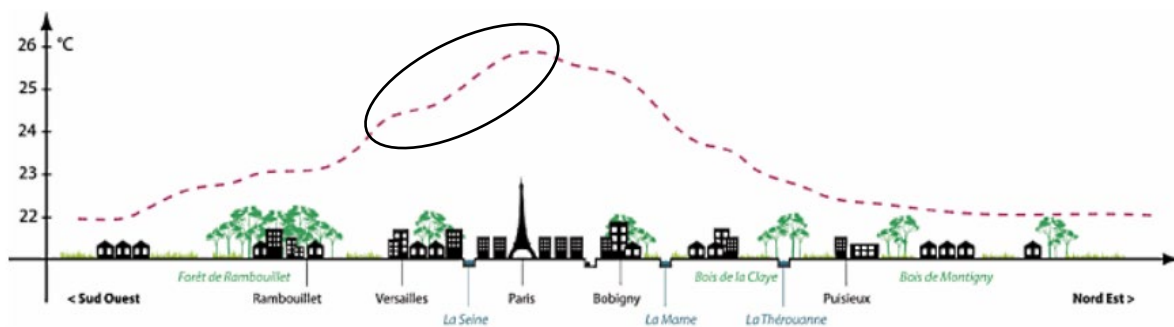 26 °C
25
24
23
22
Forêt de Rambouillet
Bois de la Claye
Bois de Montigny
< Sud Ouest
Rambouillet
Versailles
Paris
Bobigny
Puisieux
Nord Est >
La Seine
La Marne
La Thérouanne